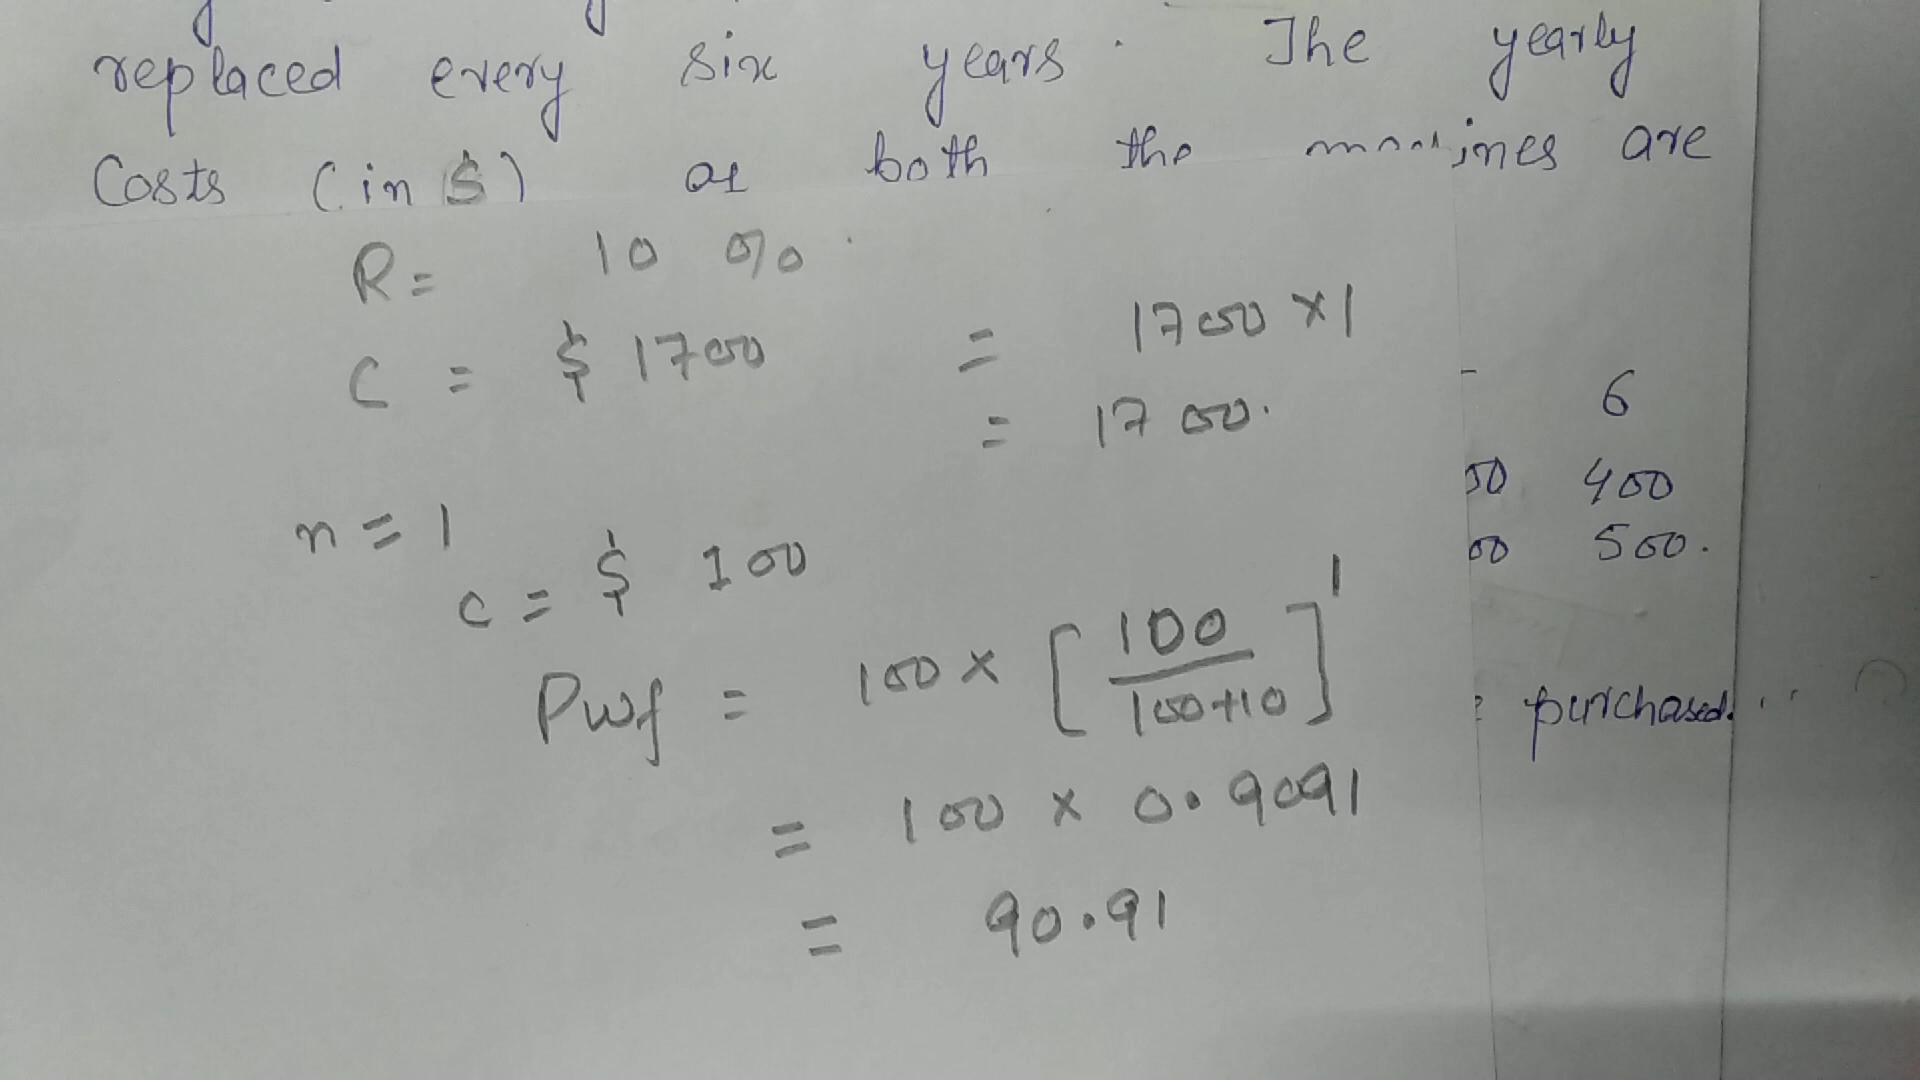 replaced every six years. The yearly
Costs (in $) of both the machines are
R = 10 %
C = $ 1700 = 1700 x 1
= 1700.
6
400
500.
n = 1
C = $ 100
Pwf = 100 x [ 100 / 100+10 ] 1
purchased.
= 100 x 0.9091
= 90.91